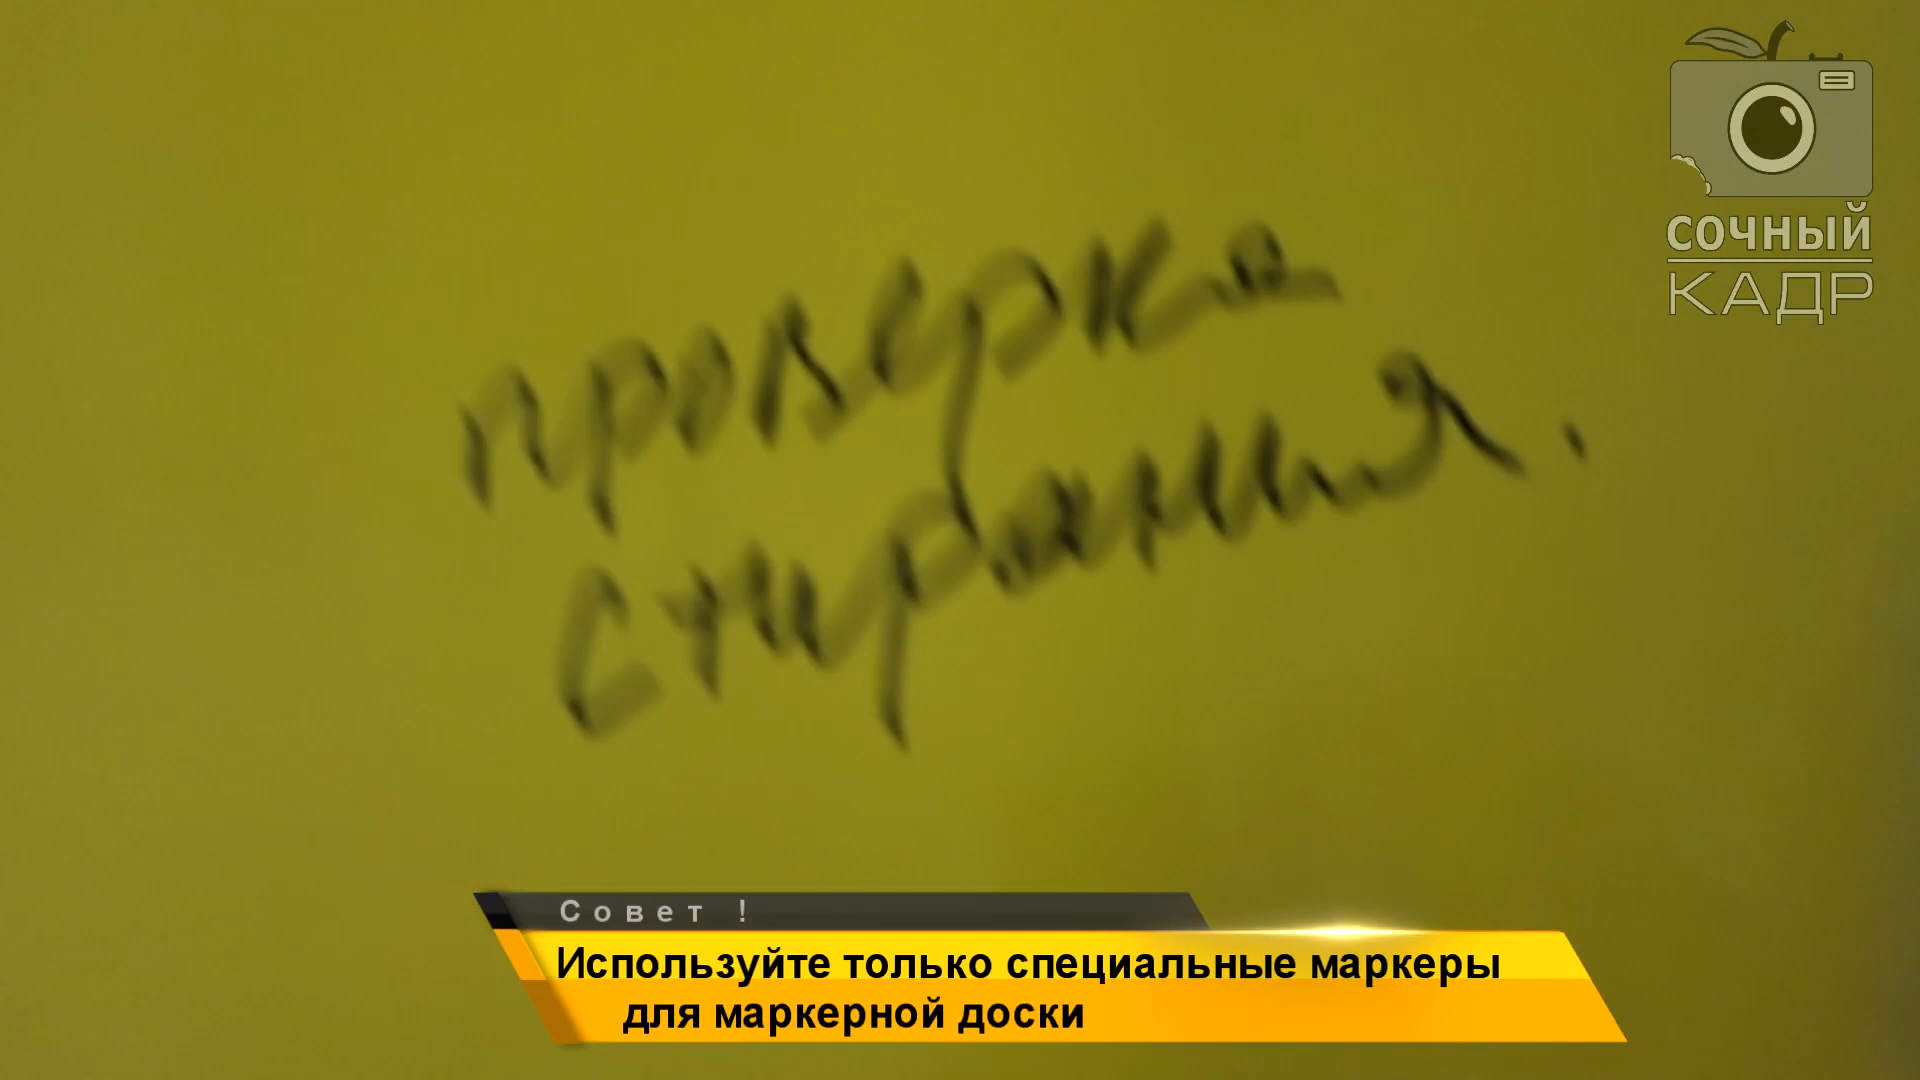 СОЧНЫЙ
КАДР
проверка
стирания.
Совет !
Используйте только специальные маркеры
для маркерной доски